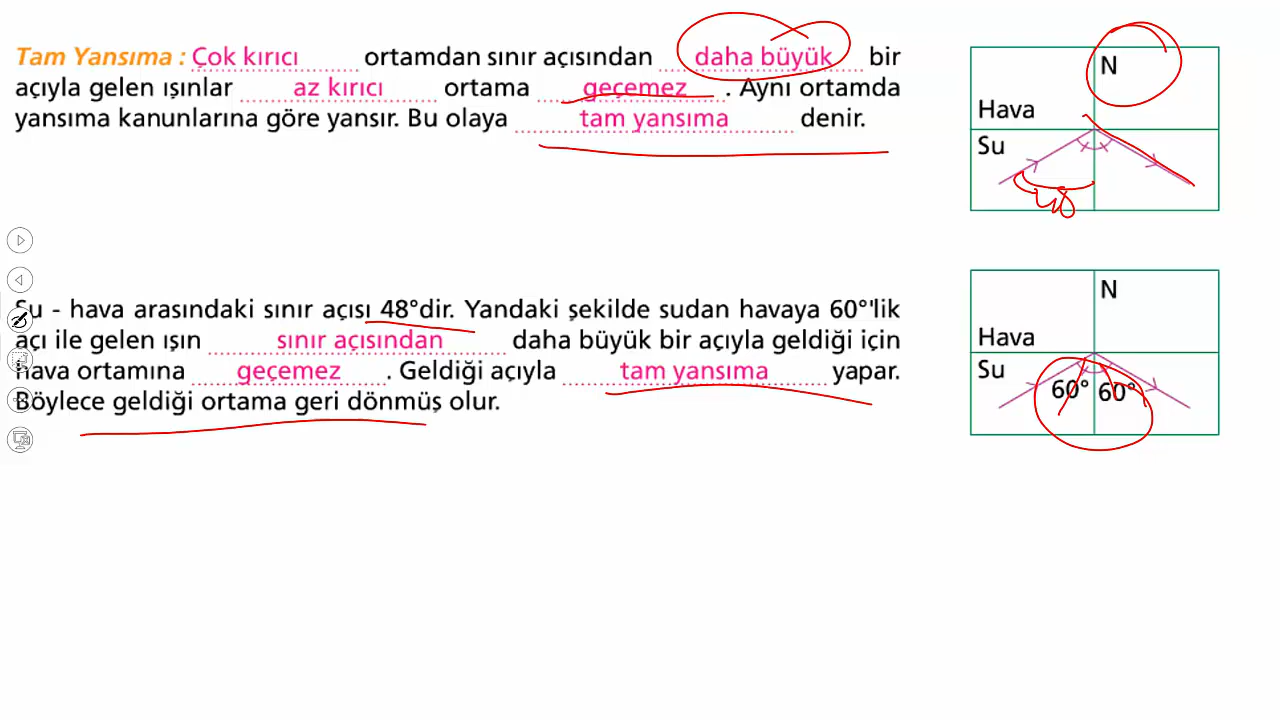 Tam Yansıma : Çok kırıcı ortamdan sınır açısından daha büyük bir
açıyla gelen ışınlar az kırıcı ortama geçemez . Aynı ortamda
yansıma kanunlarına göre yansır. Bu olaya tam yansıma denir.
N
Hava
Su
48
Su - hava arasındaki sınır açısı 48°dir. Yandaki şekilde sudan havaya 60°'lik
açı ile gelen ışın sınır açısından daha büyük bir açıyla geldiği için
hava ortamına geçemez . Geldiği açıyla tam yansıma yapar.
Böylece geldiği ortama geri dönmüş olur.
N
Hava
Su
60° 60°